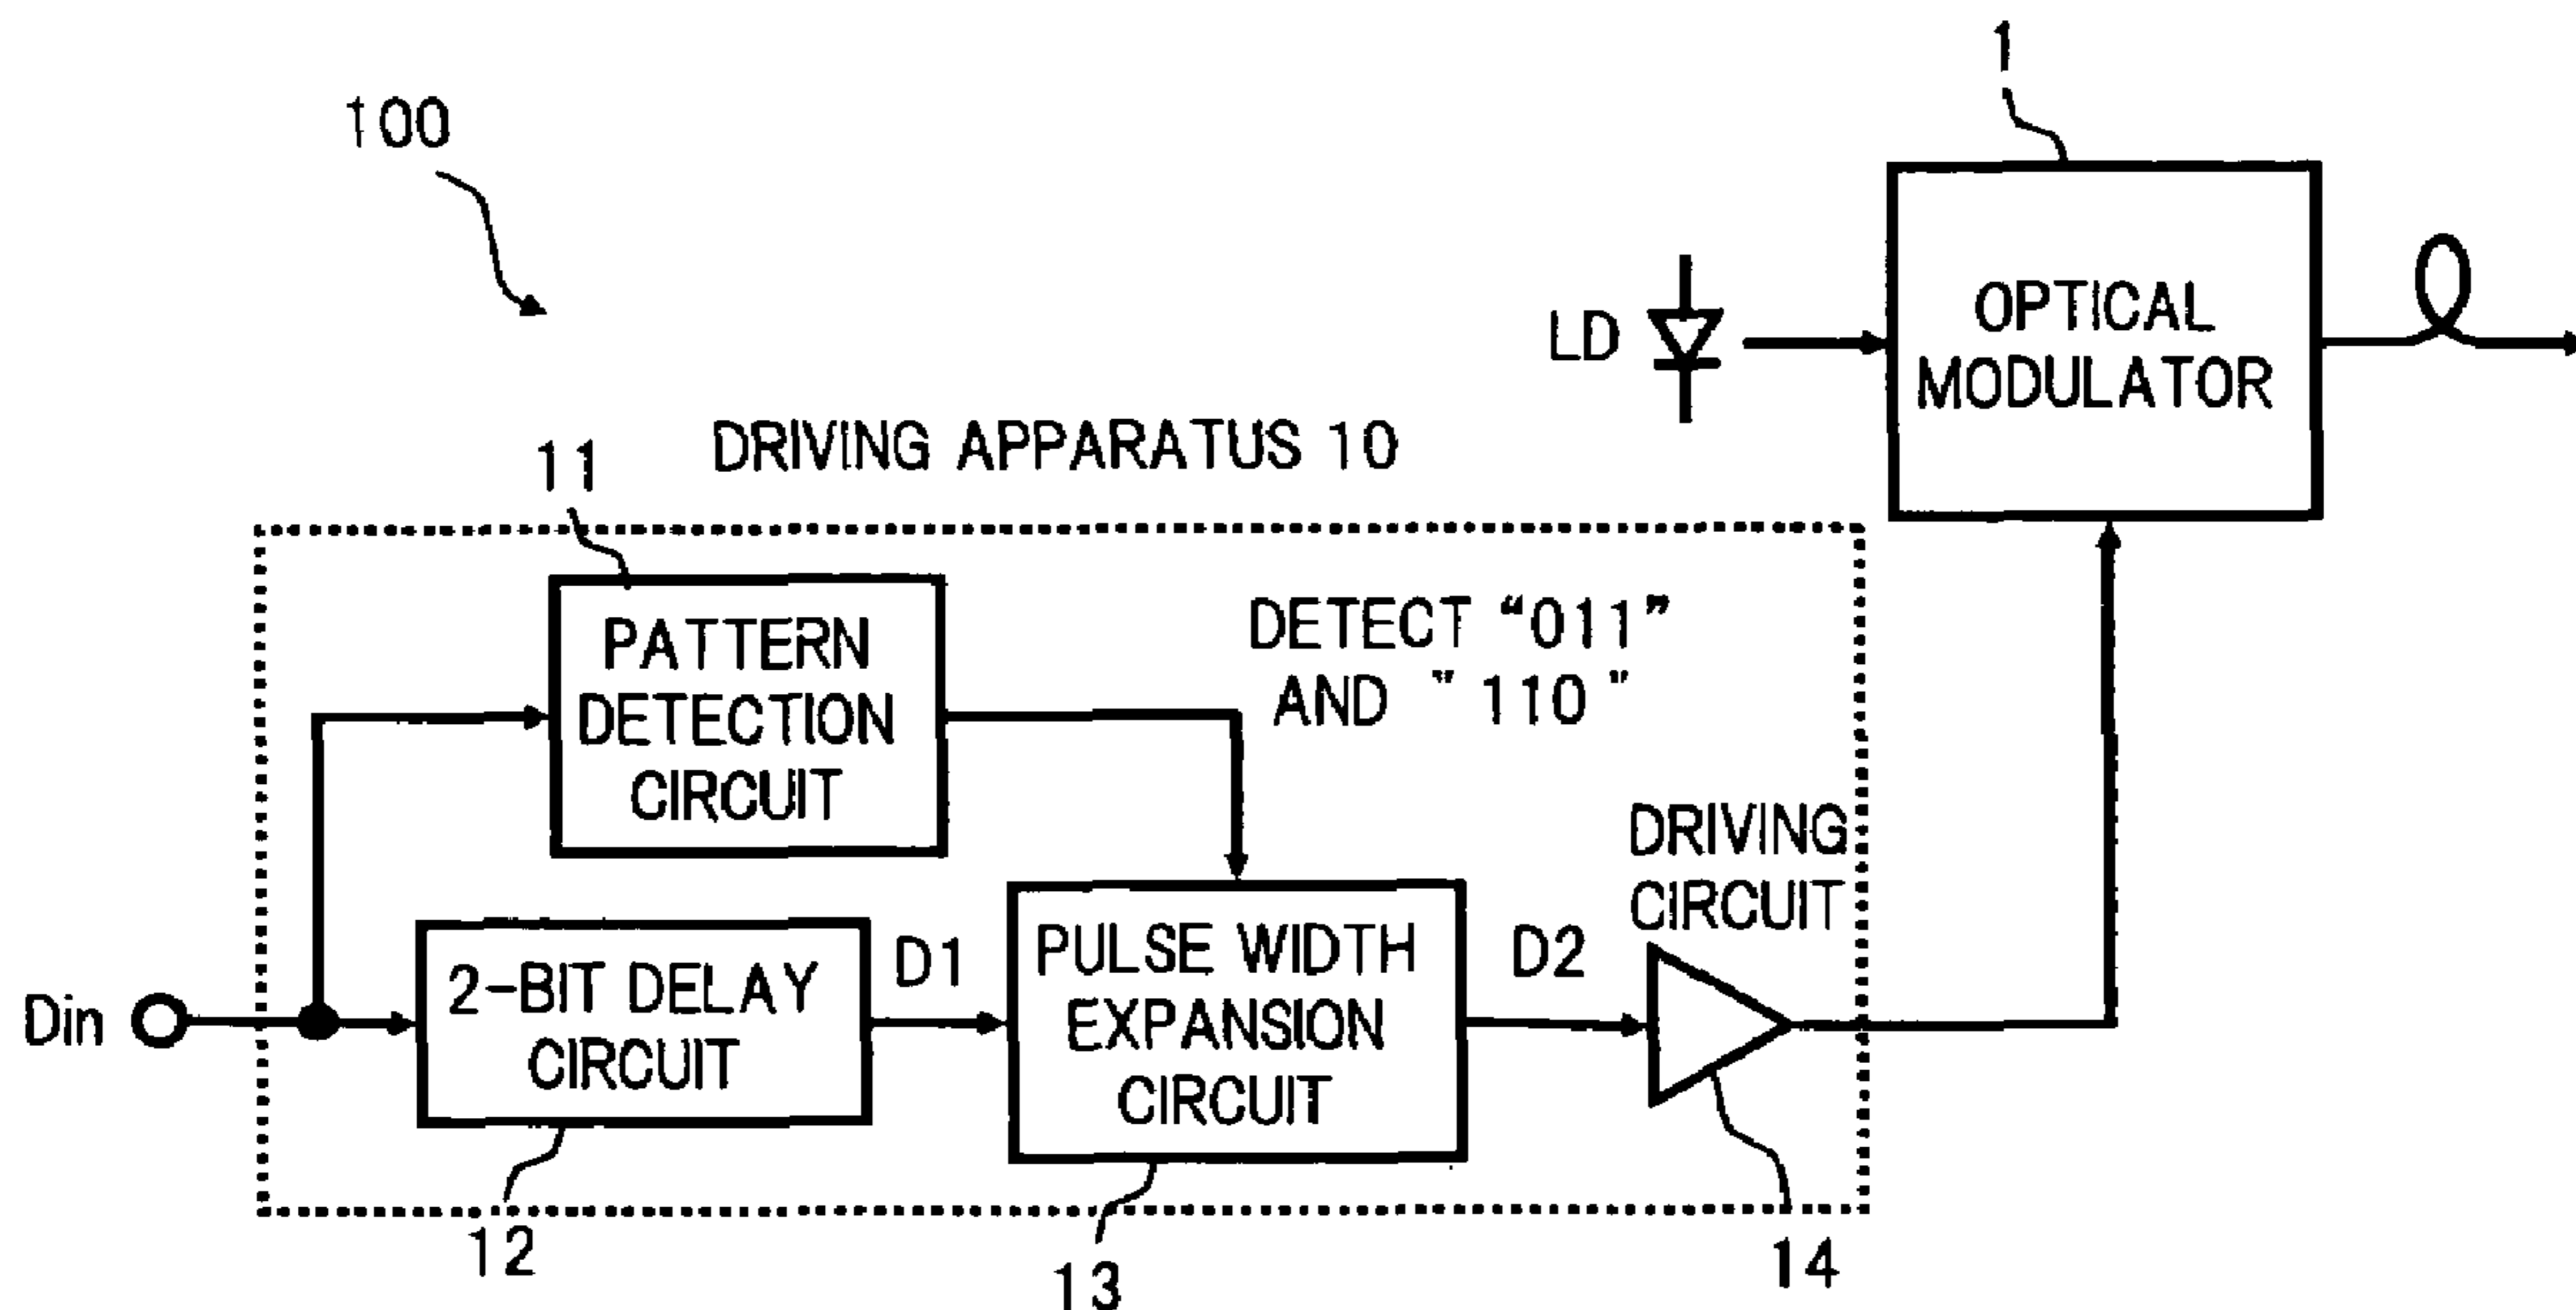 1
100
LD
OPTICAL
MODULATOR
DRIVING APPARATUS 10
11
PATTERN
DETECTION
CIRCUIT
DETECT “011”
AND " 110 "
DRIVING
CIRCUIT
Din
2-BIT DELAY
CIRCUIT
D1
PULSE WIDTH
EXPANSION
CIRCUIT
D2
12
13
14